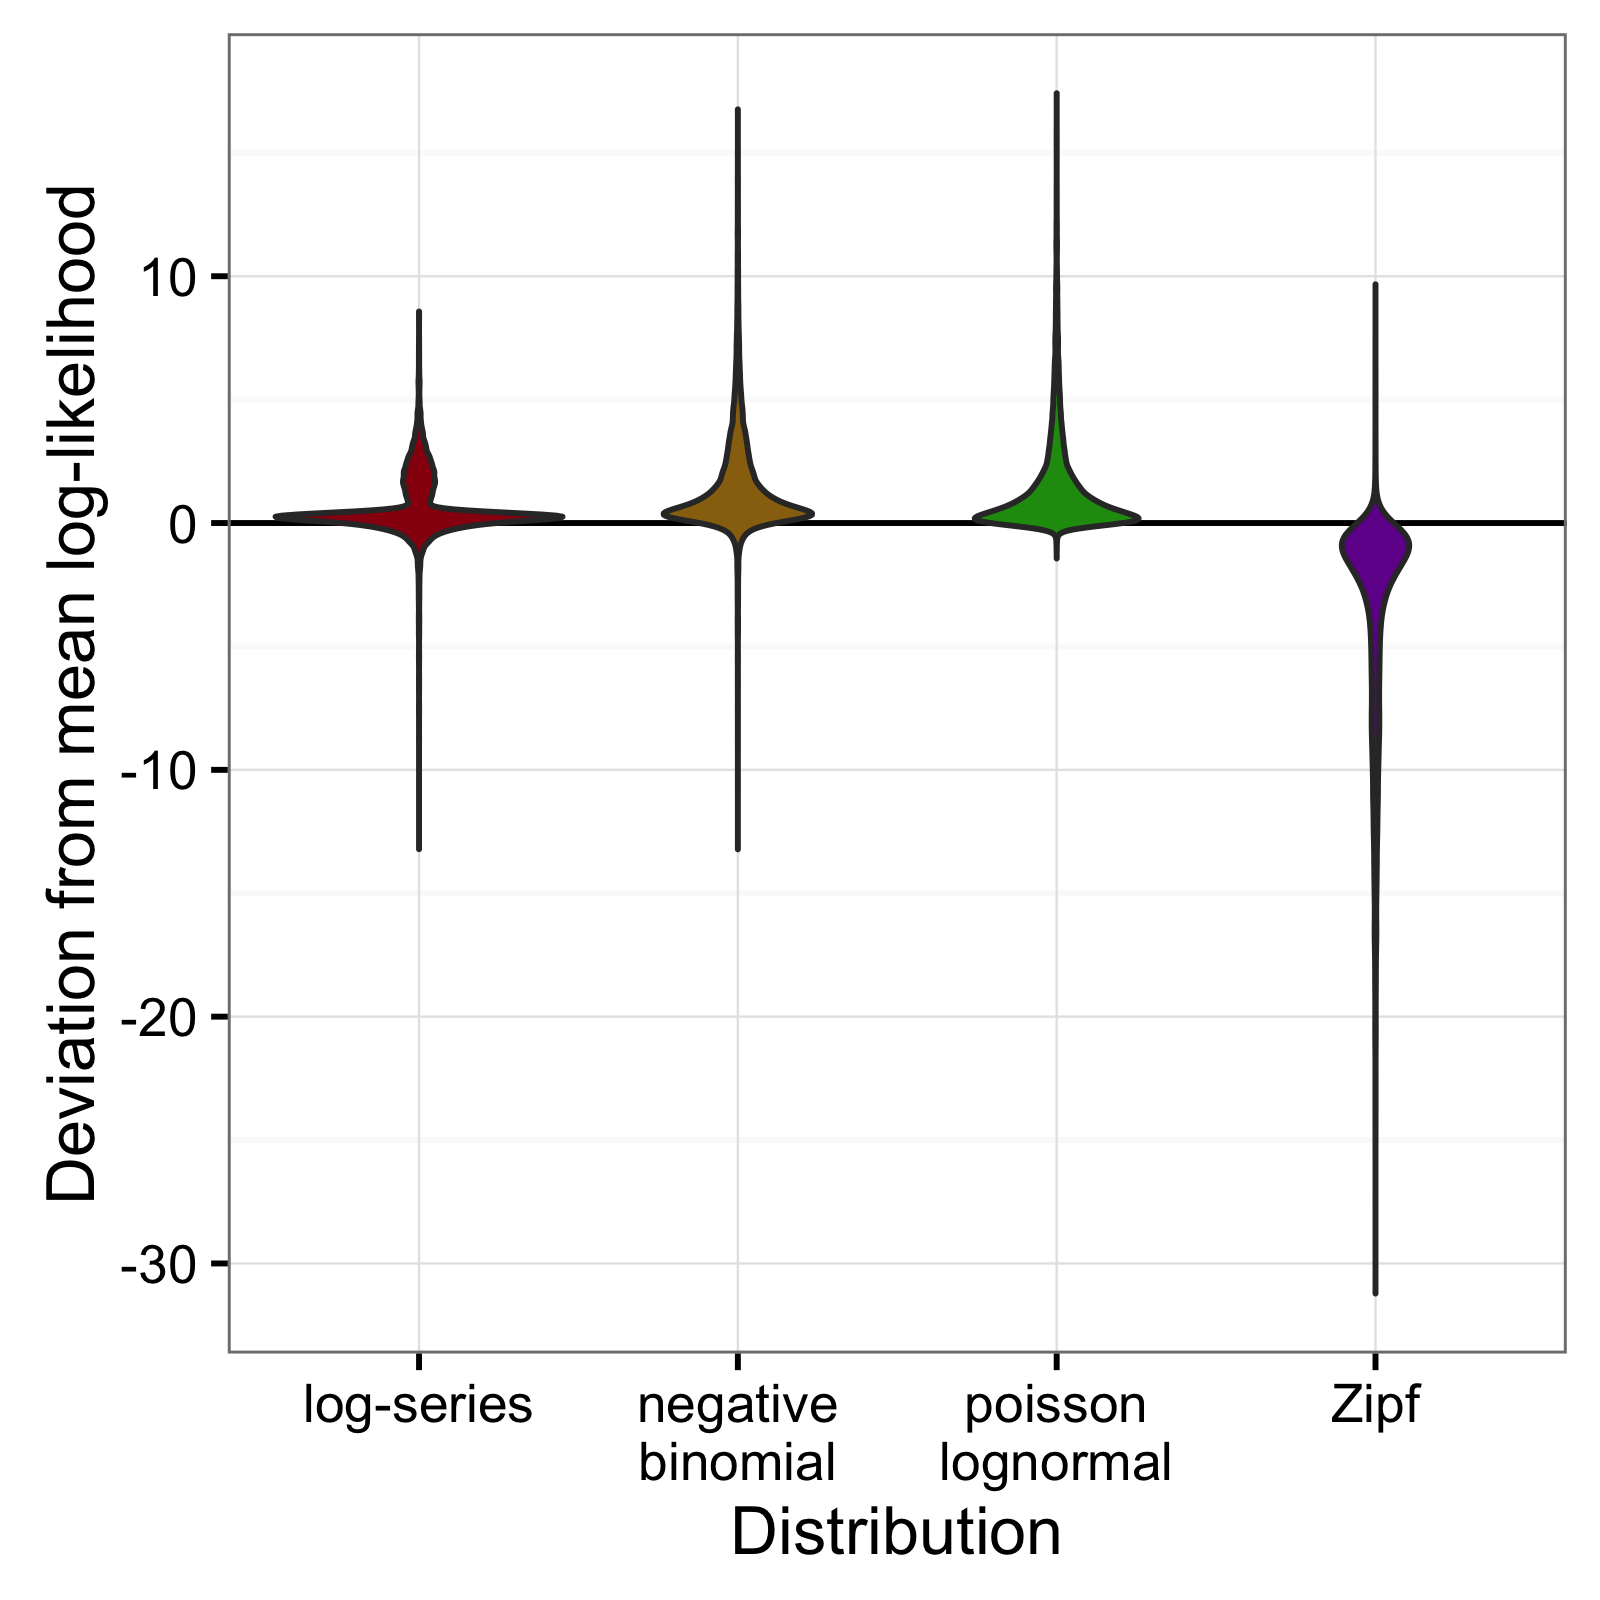 Deviation from mean log-likelihood
10
0
-10
-20
-30
log-series
negative
binomial
poisson
lognormal
Zipf
Distribution